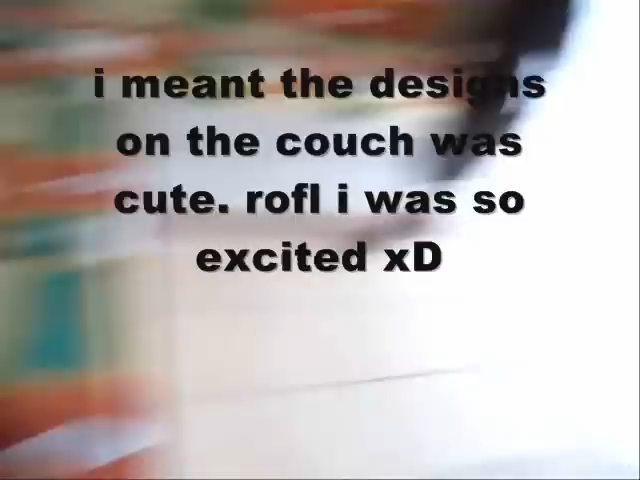 i meant the designs
on the couch was
cute. rofl i was so
excited xD